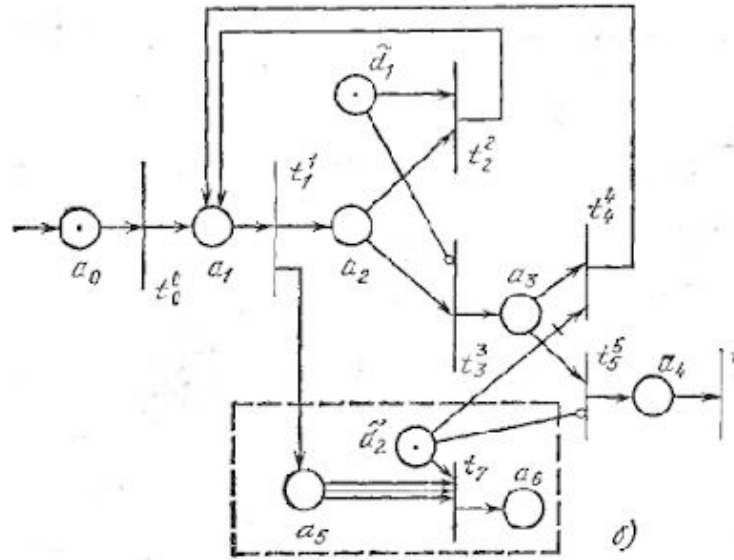 d̃₁
t₂²
t₁¹
t₄⁴
a₀
t₀⁰
a₁
a₂
a₃
t₃³
t₅⁵
a₄
d̃₂
t₇
a₆
a₅
б)